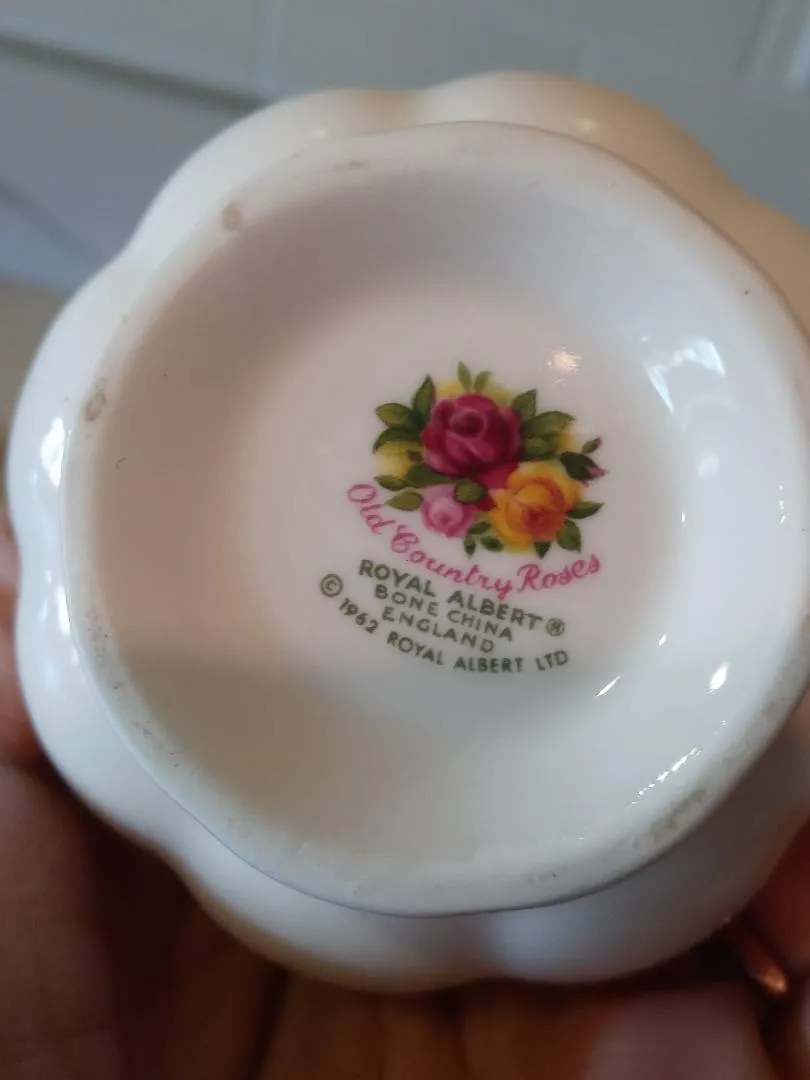 Old Country Roses
ROYAL ALBERT®
BONE CHINA
ENGLAND
© 1962 ROYAL ALBERT LTD